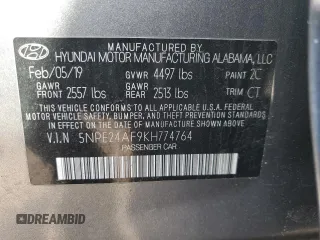 MANUFACTURED BY
HYUNDAI MOTOR MANUFACTURING ALABAMA, LLC
Feb/05/19 GVWR 4497 lbs PAINT 2C
GAWR FRONT 2557 lbs GAWR REAR 2513 lbs TRIM CT
THIS VEHICLE CONFORMS TO ALL APPLICABLE U.S. FEDERAL
MOTOR VEHICLE SAFETY, BUMPER, AND THEFT PREVENTION
STANDARDS IN EFFECT ON THE DATE OF MANUFACTURE
SHOWN ABOVE.
V.I.N 5NPE24AF9KH774764
PASSENGER CAR
DREAMBID